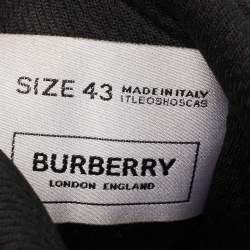 SIZE 43 MADE IN ITALY
ITLEOSHOSCAS
BURBERRY
LONDON ENGLAND